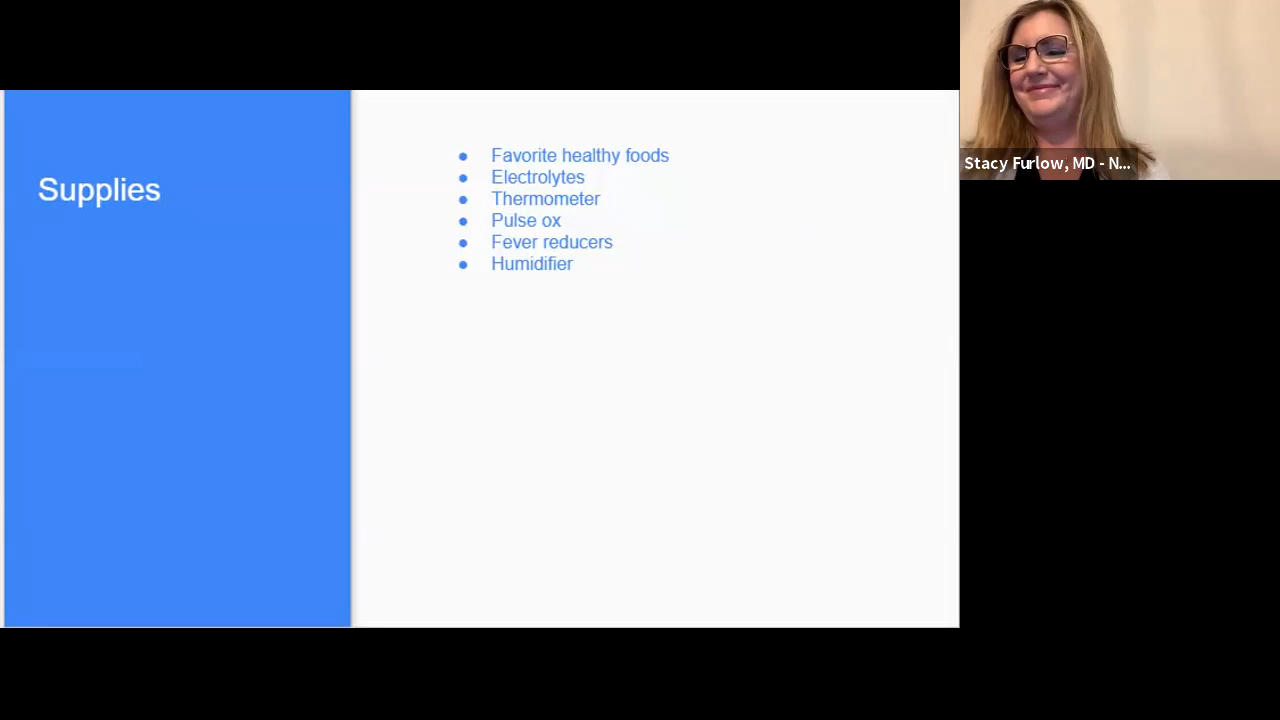 Supplies
● Favorite healthy foods
● Electrolytes
● Thermometer
● Pulse ox
● Fever reducers
● Humidifier
Stacy Furlow, MD - N...